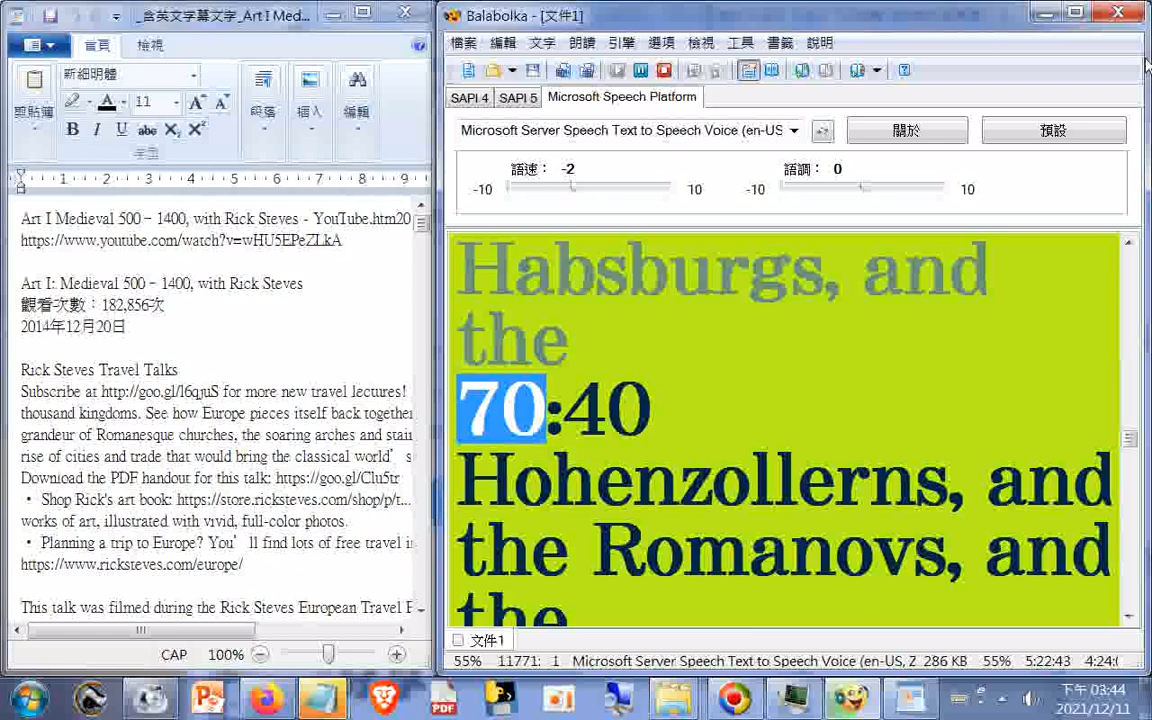 _含英文字幕文字_Art I Med...
首頁
檢視
新細明體
11
剪貼簿
段落
插入
編輯
B I U abc X₂ X²
字型
1 2 3 4 5 6 7 8 9
Art I Medieval 500 – 1400, with Rick Steves - YouTube.htm20
https://www.youtube.com/watch?v=wHU5EPeZLkA
Art I: Medieval 500 – 1400, with Rick Steves
觀看次數：182,856次
2014年12月20日
Rick Steves Travel Talks
Subscribe at http://goo.gl/l6qjuS for more new travel lectures!
thousand kingdoms. See how Europe pieces itself back together
grandeur of Romanesque churches, the soaring arches and stai
rise of cities and trade that would bring the classical world's
Download the PDF handout for this talk: https://goo.gl/Clu5tr
• Shop Rick's art book: https://store.ricksteves.com/shop/p/t...
works of art, illustrated with vivid, full-color photos.
• Planning a trip to Europe? You'll find lots of free travel i
https://www.ricksteves.com/europe/
This talk was filmed during the Rick Steves European Travel F
CAP 100%
Balabolka - [文件1]
檔案 編輯 文字 朗讀 引擎 選項 檢視 工具 書籤 說明
SAPI 4 SAPI 5 Microsoft Speech Platform
Microsoft Server Speech Text to Speech Voice (en-US
關於
預設
語速： -2
語調： 0
-10 10 -10 10
Habsburgs, and
the
70:40
Hohenzollerns, and
the Romanovs, and
the
文件1
55% 11771: 1 Microsoft Server Speech Text to Speech Voice (en-US, Z 286 KB 55% 5:22:43 4:24:
PDF
下午 03:44
2021/12/11